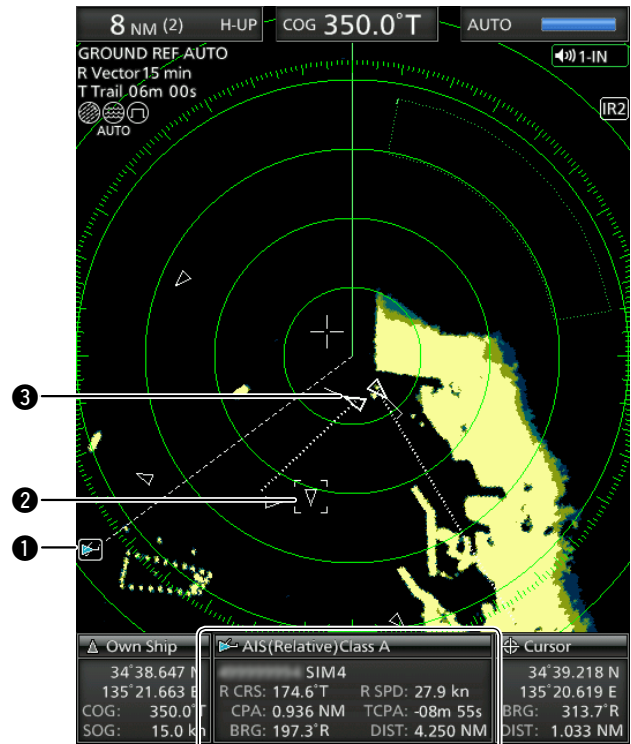 8 NM (2) H-UP COG 350.0°T AUTO
GROUND REF AUTO
R Vector 15 min
T Trail 06m 00s
AUTO
1-IN
IR2
3
2
1
Own Ship
34°38.647 N
135°21.663 E
COG: 350.0°T
SOG: 15.0 kn
AIS(Relative)Class A
SIM4
R CRS: 174.6°T R SPD: 27.9 kn
CPA: 0.936 NM TCPA: -08m 55s
BRG: 197.3°R DIST: 4.250 NM
Cursor
34°39.218 N
135°20.619 E
BRG: 313.7°R
DIST: 1.033 NM